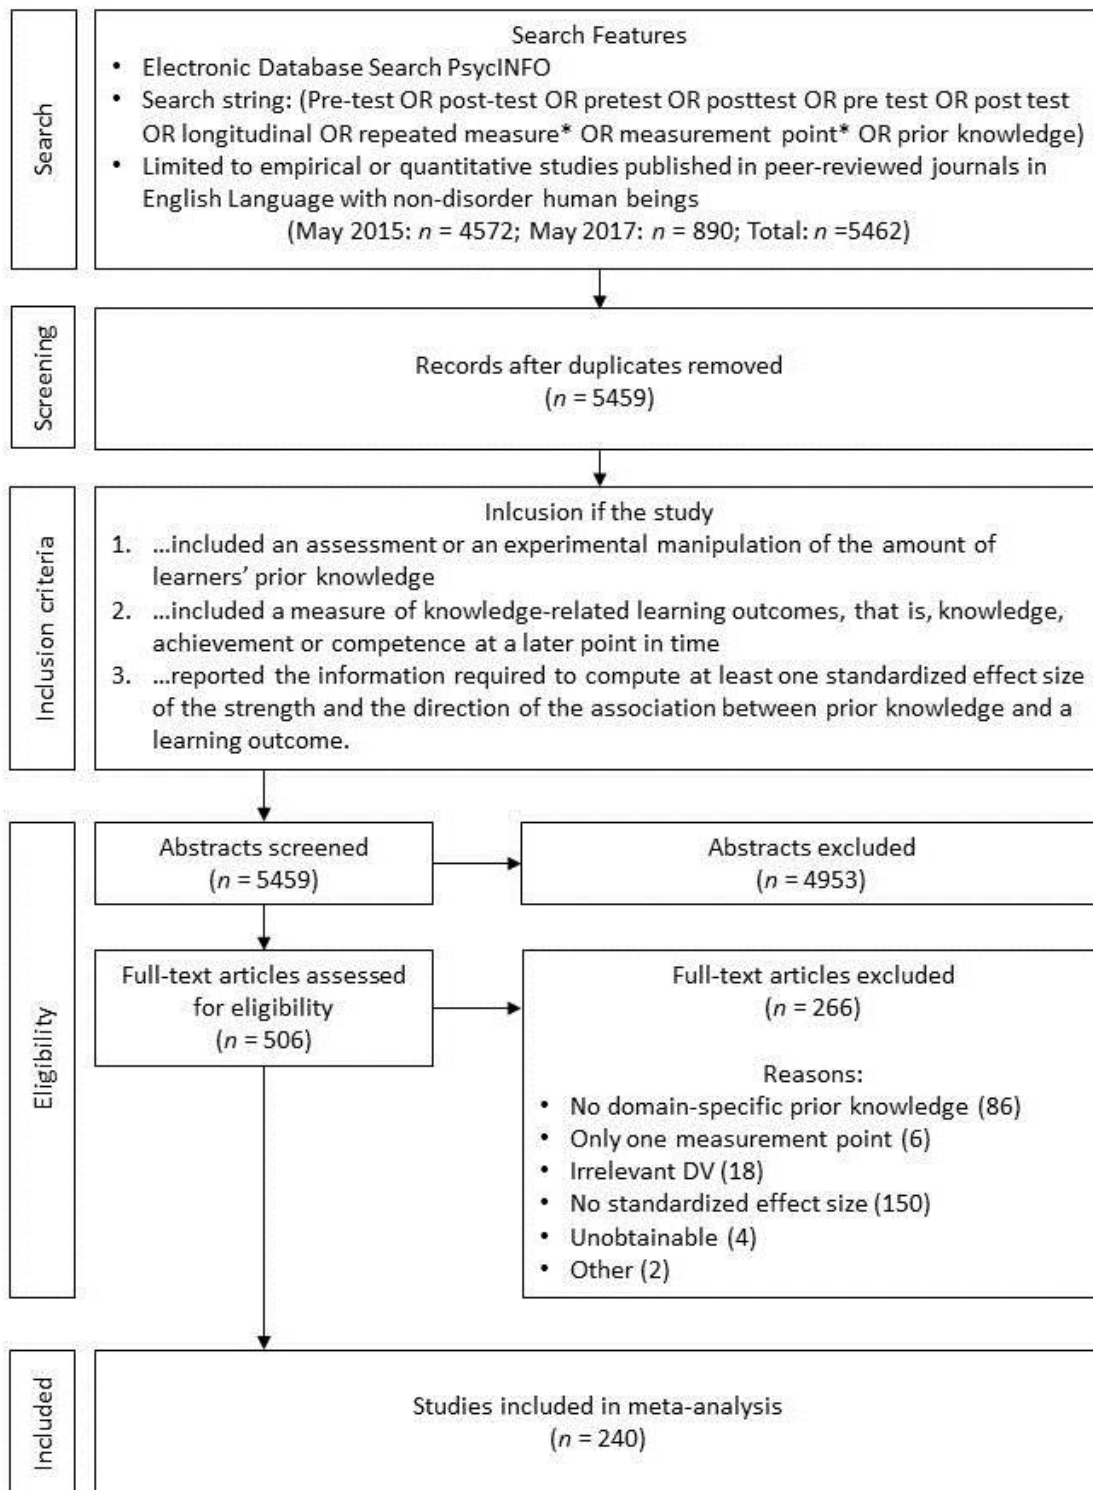 Search
Search Features
• Electronic Database Search PsycINFO
• Search string: (Pre-test OR post-test OR pretest OR posttest OR pre test OR post test
OR longitudinal OR repeated measure* OR measurement point* OR prior knowledge)
• Limited to empirical or quantitative studies published in peer-reviewed journals in
English Language with non-disorder human beings
(May 2015: n = 4572; May 2017: n = 890; Total: n =5462)
Screening
Records after duplicates removed
(n = 5459)
Inclusion criteria
Inlcusion if the study
1. ...included an assessment or an experimental manipulation of the amount of
learners’ prior knowledge
2. ...included a measure of knowledge-related learning outcomes, that is, knowledge,
achievement or competence at a later point in time
3. ...reported the information required to compute at least one standardized effect size
of the strength and the direction of the association between prior knowledge and a
learning outcome.
Eligibility
Abstracts screened
(n = 5459)
Abstracts excluded
(n = 4953)
Full-text articles assessed
for eligibility
(n = 506)
Full-text articles excluded
(n = 266)
Reasons:
• No domain-specific prior knowledge (86)
• Only one measurement point (6)
• Irrelevant DV (18)
• No standardized effect size (150)
• Unobtainable (4)
• Other (2)
Included
Studies included in meta-analysis
(n = 240)